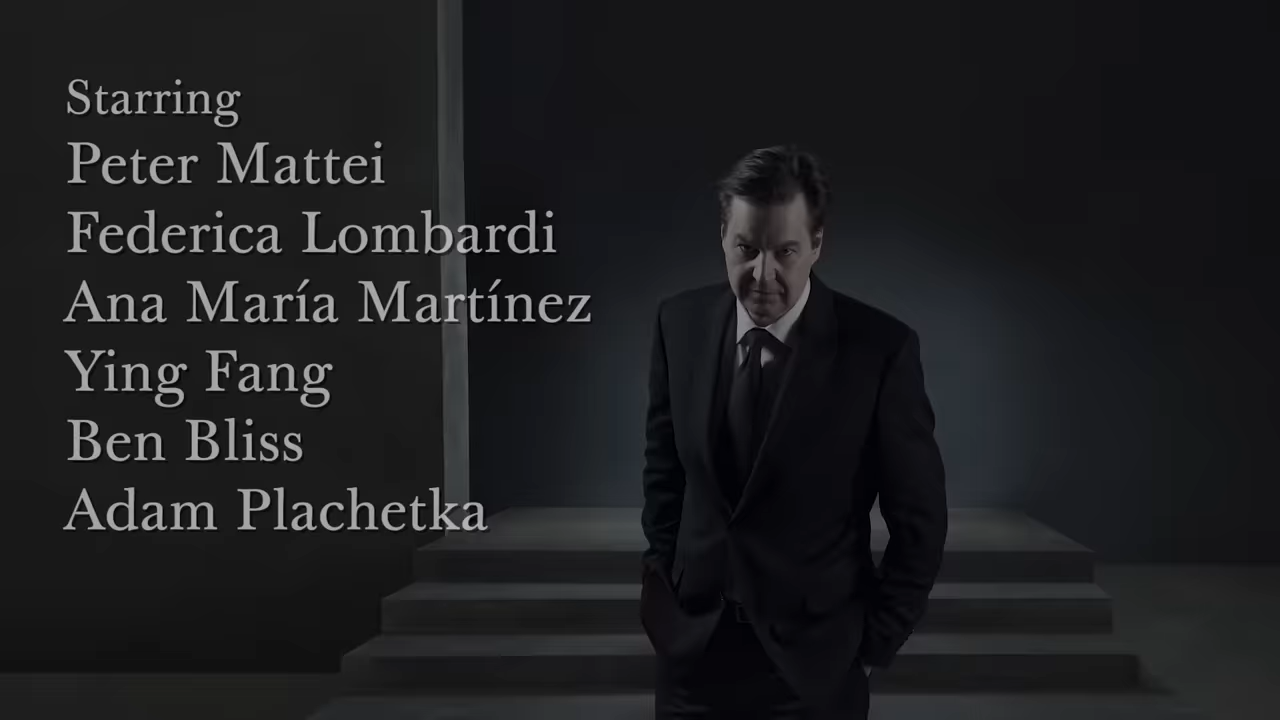 Starring
Peter Mattei
Federica Lombardi
Ana María Martínez
Ying Fang
Ben Bliss
Adam Plachetka